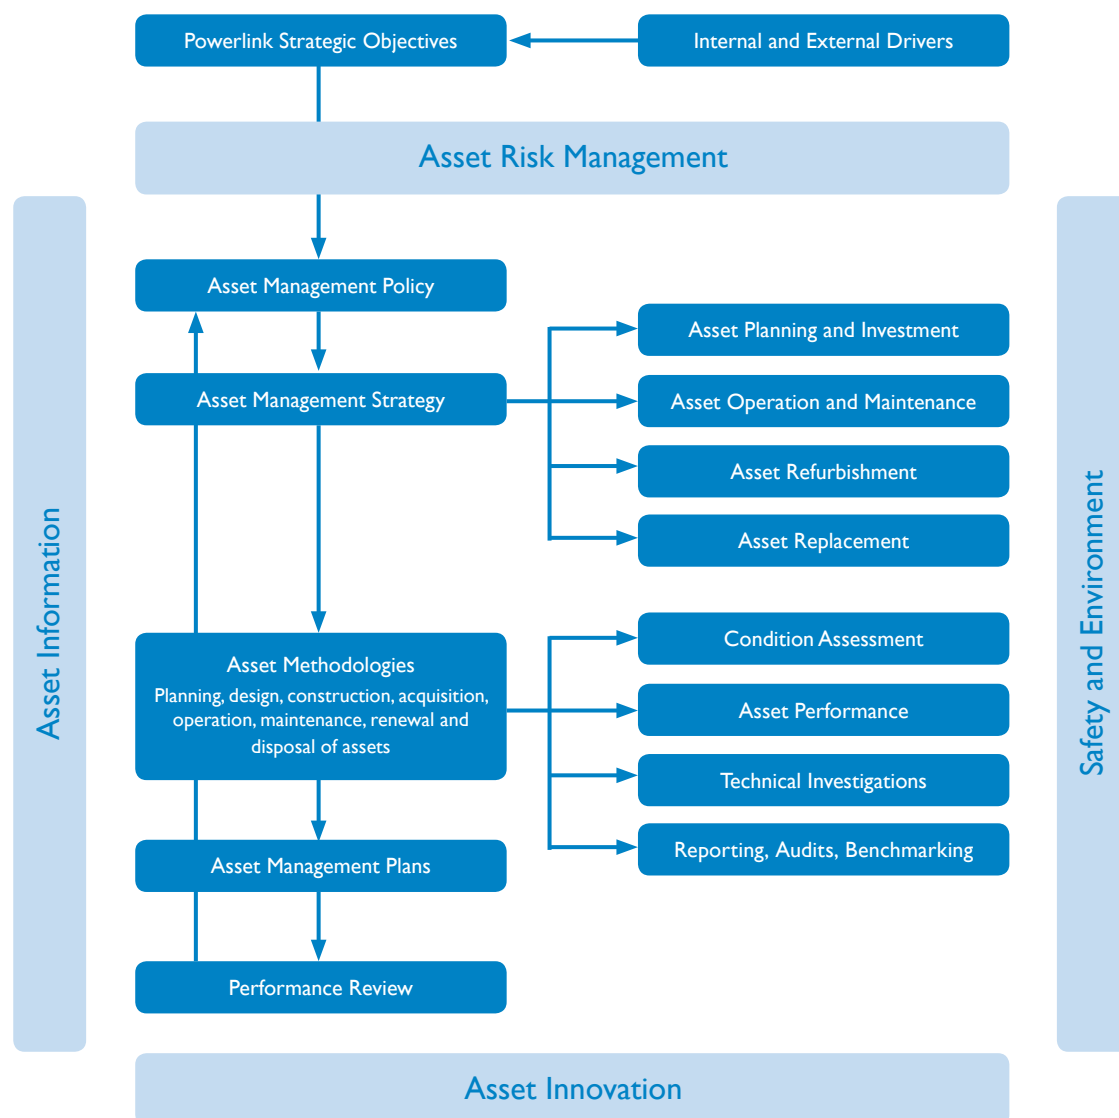 Powerlink Strategic Objectives
Internal and External Drivers
Asset Risk Management
Asset Information
Safety and Environment
Asset Management Policy
Asset Management Strategy
Asset Planning and Investment
Asset Operation and Maintenance
Asset Refurbishment
Asset Replacement
Asset Methodologies
Planning, design, construction, acquisition,
operation, maintenance, renewal and
disposal of assets
Condition Assessment
Asset Performance
Technical Investigations
Reporting, Audits, Benchmarking
Asset Management Plans
Performance Review
Asset Innovation